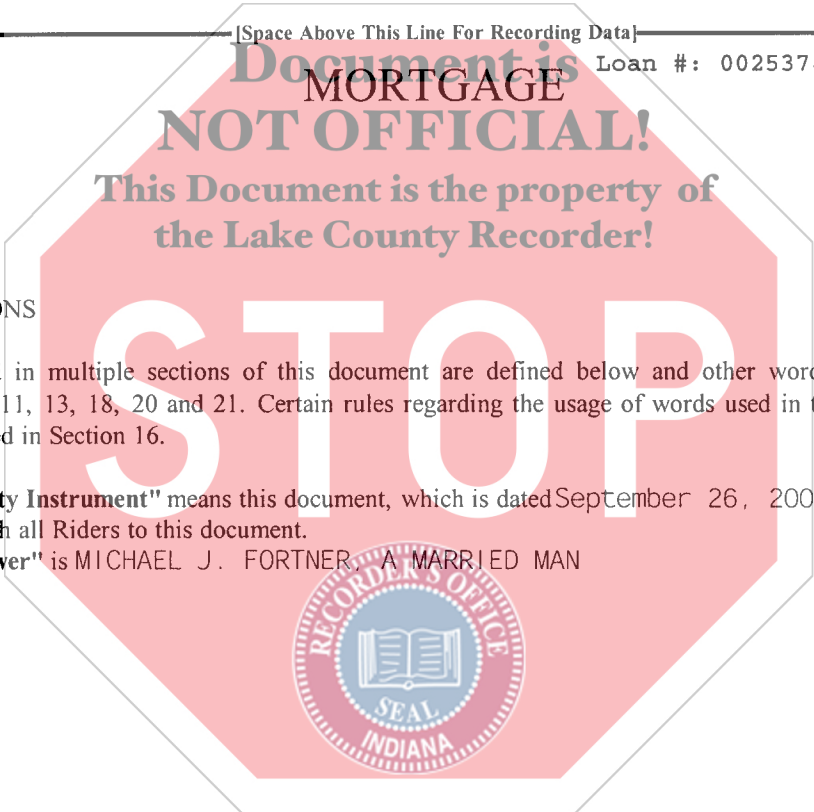 [Space Above This Line For Recording Data]
Document is
Loan #: 002537
MORTGAGE
NOT OFFICIAL!
This Document is the property of
the Lake County Recorder!
ONS
in multiple sections of this document are defined below and other word
11, 13, 18, 20 and 21. Certain rules regarding the usage of words used in t
d in Section 16.
STOP
ty Instrument" means this document, which is dated September 26, 200
h all Riders to this document.
wer" is MICHAEL J. FORTNER, A MARRIED MAN
RECORDER'S OFFICE
SEAL
INDIANA